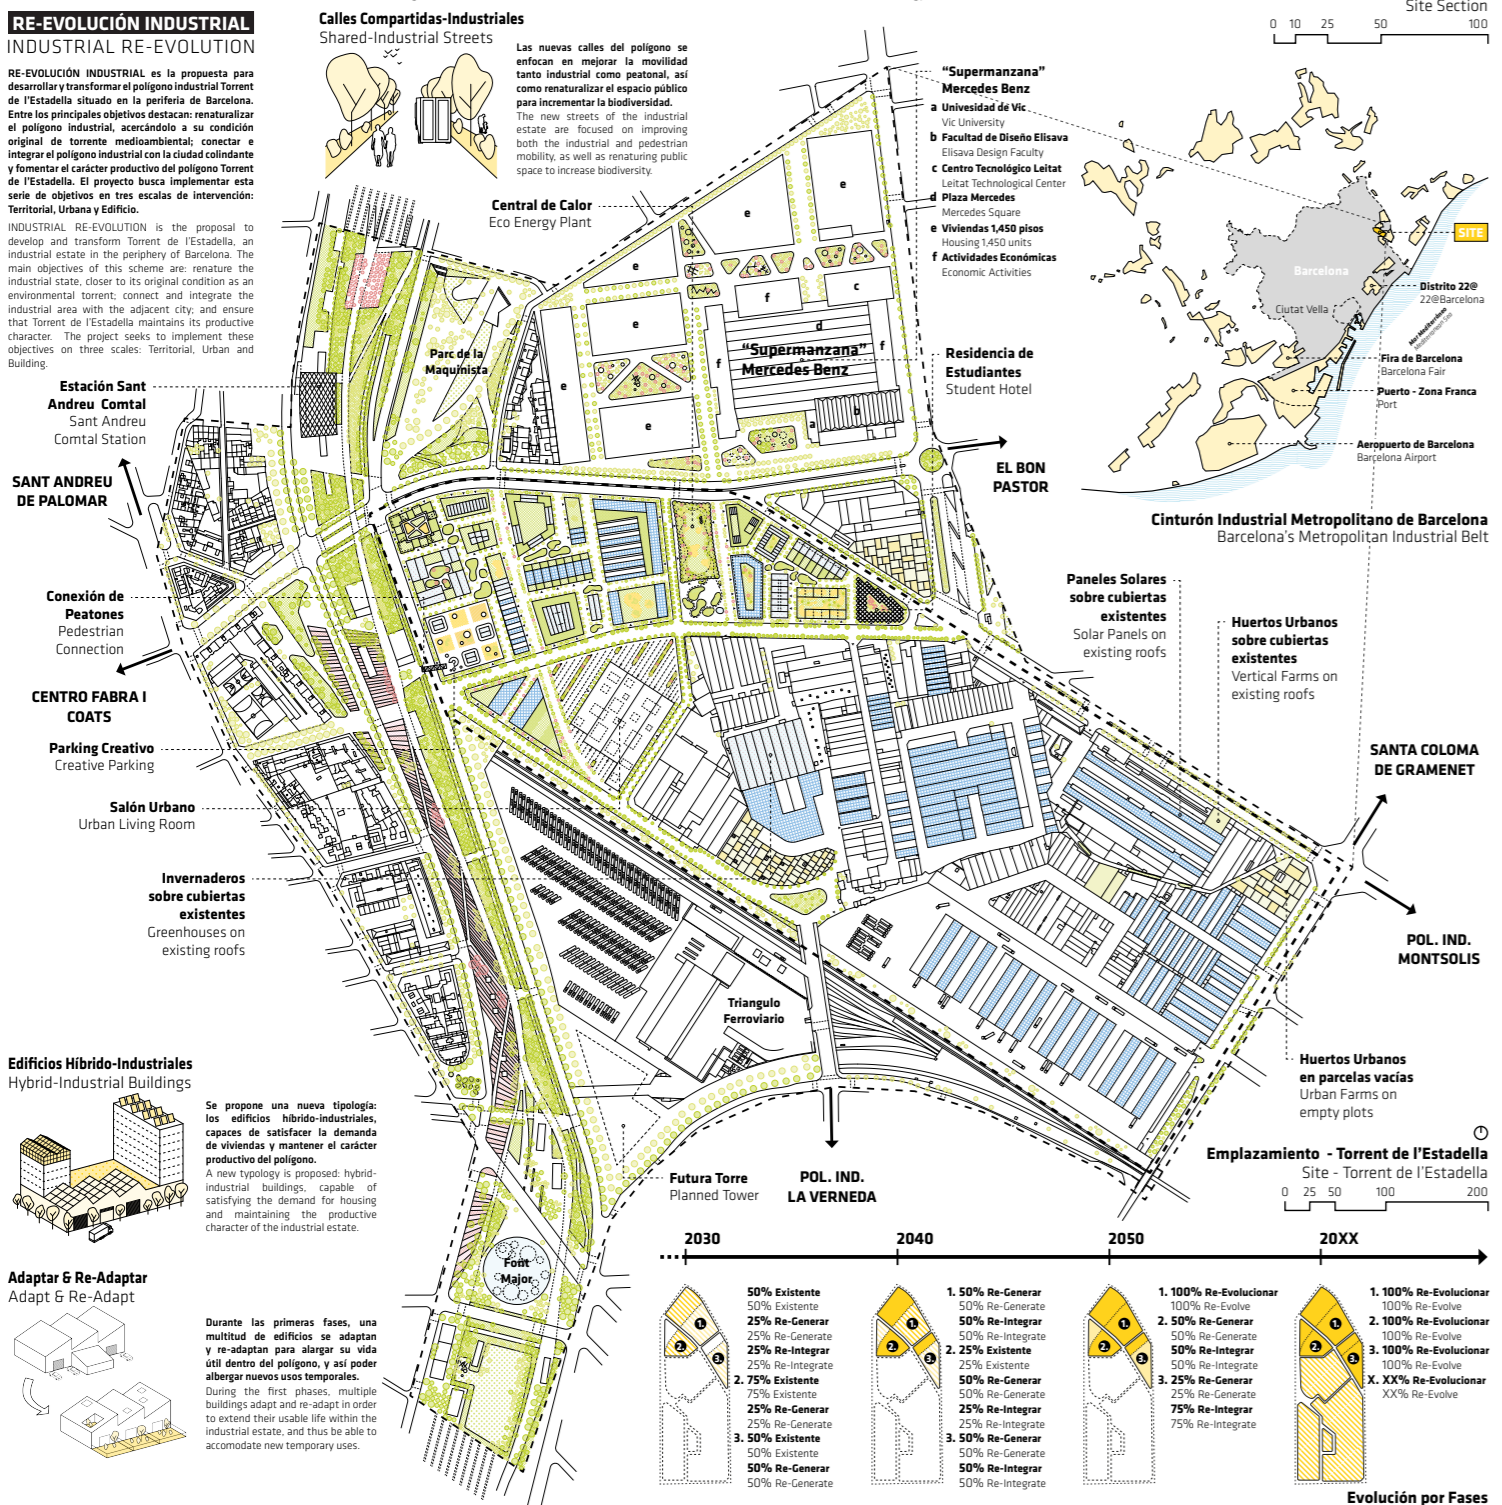 RE-EVOLUCIÓN INDUSTRIAL
INDUSTRIAL RE-EVOLUTION
RE-EVOLUCIÓN INDUSTRIAL es la propuesta para
desarrollar y transformar el polígono industrial Torrent
de l'Estadella situado en la periferia de Barcelona.
Entre los principales objetivos destacan: renaturalizar
el polígono industrial, acercándolo a su condición
original de torrente medioambiental; conectar e
integrar el polígono industrial con la ciudad colindante
y fomentar el carácter productivo del polígono Torrent
de l'Estadella. El proyecto busca implementar esta
serie de objetivos en tres escalas de intervención:
Territorial, Urbana y Edificio.
INDUSTRIAL RE-EVOLUTION is the proposal to
develop and transform Torrent de l'Estadella, an
industrial estate in the periphery of Barcelona. The
main objectives of this scheme are: renature the
industrial state, closer to its original condition as an
environmental torrent; connect and integrate the
industrial area with the adjacent city; and ensure
that Torrent de l'Estadella maintains its productive
character. The project seeks to implement these
objectives on three scales: Territorial, Urban and
Building.
Calles Compartidas-Industriales
Shared-Industrial Streets
Las nuevas calles del polígono se
enfocan en mejorar la movilidad
tanto industrial como peatonal, así
como renaturalizar el espacio público
para incrementar la biodiversidad.
The new streets of the industrial
estate are focused on improving
both the industrial and pedestrian
mobility, as well as renaturing public
space to increase biodiversity.
Central de Calor
Eco Energy Plant
"Supermanzana"
Mercedes Benz
a Univesidad de Vic
Vic University
b Facultad de Diseño Elisava
Elisava Design Faculty
c Centro Tecnológico Leitat
Leitat Technological Center
d Plaza Mercedes
Mercedes Square
e Viviendas 1,450 pisos
Housing 1,450 units
f Actividades Económicas
Economic Activities
Site Section
0 10 25 50 100
SITE
Barcelona
Ciutat Vella
Distrito 22@
22@Barcelona
Mar Mediterráneo
Mediterranean Sea
Fira de Barcelona
Barcelona Fair
Puerto - Zona Franca
Port
Aeropuerto de Barcelona
Barcelona Airport
Cinturón Industrial Metropolitano de Barcelona
Barcelona's Metropolitan Industrial Belt
e
e
e
e
e
e
e
f
c
d
f
f
b
a
"Supermanzana"
Mercedes Benz
Parc de la
Maquinista
Residencia de
Estudiantes
Student Hotel
EL BON
PASTOR
Estación Sant
Andreu Comtal
Sant Andreu
Comtal Station
SANT ANDREU
DE PALOMAR
Conexión de
Peatones
Pedestrian
Connection
CENTRO FABRA I
COATS
Parking Creativo
Creative Parking
Salón Urbano
Urban Living Room
Invernaderos
sobre cubiertas
existentes
Greenhouses on
existing roofs
Paneles Solares
sobre cubiertas
existentes
Solar Panels on
existing roofs
Huertos Urbanos
sobre cubiertas
existentes
Vertical Farms on
existing roofs
SANTA COLOMA
DE GRAMENET
POL. IND.
MONTSOLIS
Huertos Urbanos
en parcelas vacías
Urban Farms on
empty plots
Triangulo
Ferroviario
Futura Torre
Planned Tower
POL. IND.
LA VERNEDA
Font
Major
Emplazamiento - Torrent de l'Estadella
Site - Torrent de l'Estadella
0 25 50 100 200
Edificios Híbrido-Industriales
Hybrid-Industrial Buildings
Se propone una nueva tipología:
los edificios híbrido-industriales,
capaces de satisfacer la demanda
de viviendas y mantener el carácter
productivo del polígono.
A new typology is proposed: hybrid-
industrial buildings, capable of
satisfying the demand for housing
and maintaining the productive
character of the industrial estate.
Adaptar & Re-Adaptar
Adapt & Re-Adapt
Durante las primeras fases, una
multitud de edificios se adaptan
y re-adaptan para alargar su vida
útil dentro del polígono, y así poder
albergar nuevos usos temporales.
During the first phases, multiple
buildings adapt and re-adapt in order
to extend their usable life within the
industrial estate, and thus be able to
accomodate new temporary uses.
2030
1.
2.
3.
50% Existente
50% Existente
25% Re-Generar
25% Re-Generate
25% Re-Integrar
25% Re-Integrate
2. 75% Existente
75% Existente
25% Re-Generar
25% Re-Generate
3. 50% Existente
50% Existente
50% Re-Generar
50% Re-Generate
2040
1.
2.
3.
1. 50% Re-Generar
50% Re-Generate
50% Re-Integrar
50% Re-Integrate
2. 25% Existente
25% Existente
50% Re-Generar
50% Re-Generate
25% Re-Integrar
25% Re-Integrate
3. 50% Re-Generar
50% Re-Generate
50% Re-Integrar
50% Re-Integrate
2050
1.
2.
3.
1. 100% Re-Evolucionar
100% Re-Evolve
2. 50% Re-Generar
50% Re-Generate
50% Re-Integrar
50% Re-Integrate
3. 25% Re-Generar
25% Re-Generate
75% Re-Integrar
75% Re-Integrate
20XX
1.
2.
3.
1. 100% Re-Evolucionar
100% Re-Evolve
2. 100% Re-Evolucionar
100% Re-Evolve
3. 100% Re-Evolucionar
100% Re-Evolve
X. XX% Re-Evolucionar
XX% Re-Evolve
Evolución por Fases